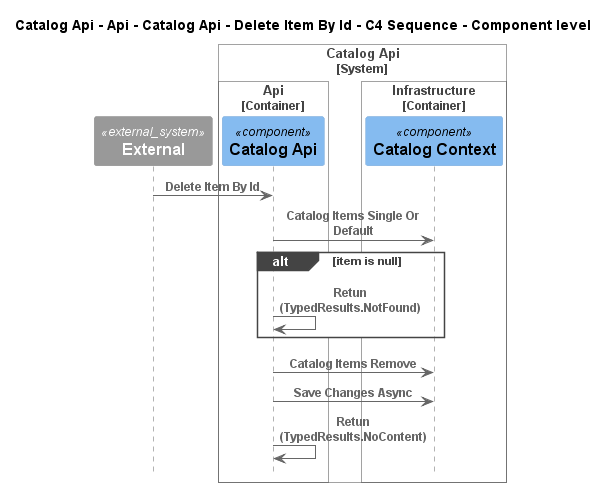 Catalog Api - Api - Catalog Api - Delete Item By Id - C4 Sequence - Component level
Catalog Api
[System]
Api
[Container]
Infrastructure
[Container]
«external_system»
External
«component»
Catalog Api
«component»
Catalog Context
Delete Item By Id
Catalog Items Single Or
Default
alt
[item is null]
Retun
(TypedResults.NotFound)
Catalog Items Remove
Save Changes Async
Retun
(TypedResults.NoContent)